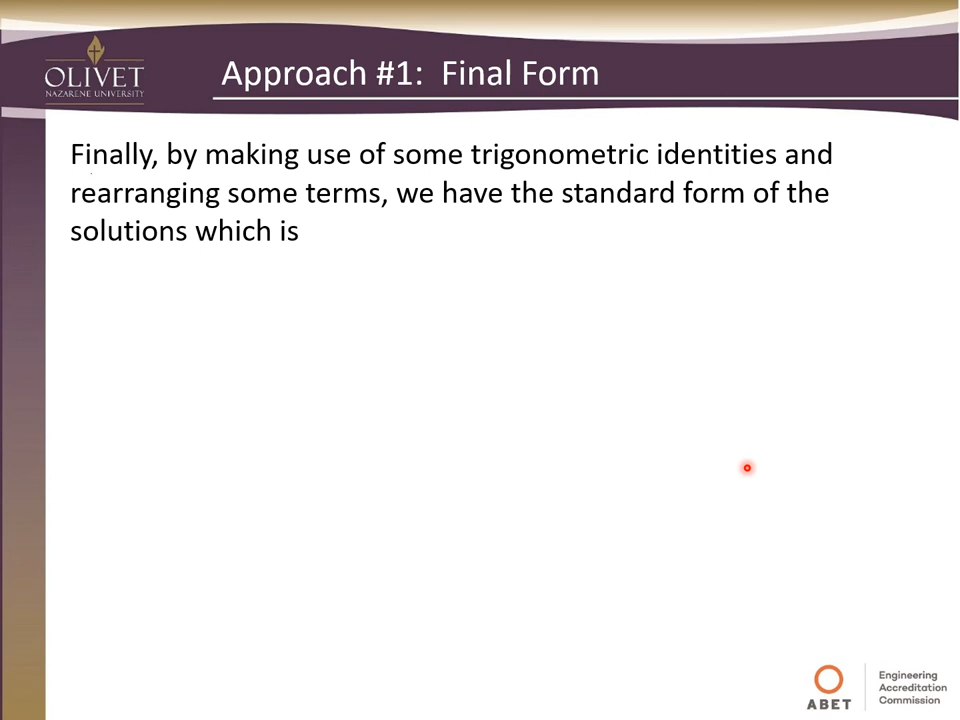 OLIVET
NAZARENE UNIVERSITY
Approach #1: Final Form
Finally, by making use of some trigonometric identities and
rearranging some terms, we have the standard form of the
solutions which is
ABET
Engineering
Accreditation
Commission